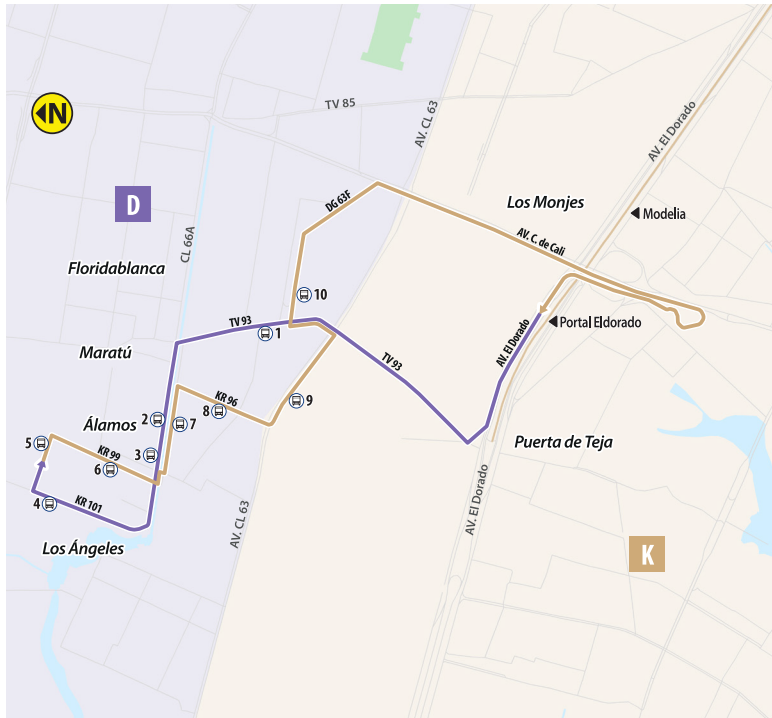 TV 85
AV. CL 63
AV. El Dorado
N
D
DG 63F
Los Monjes
Modelia
CL 66A
AV. C. de Cali
Floridablanca
10
TV 93
1
Portal Eldorado
AV. El Dorado
Maratú
TV 93
KR 96
9
8
2
7
Álamos
5
3
Puerta de Teja
KR 99
6
4
KR 101
AV. El Dorado
AV. CL 63
Los Ángeles
K